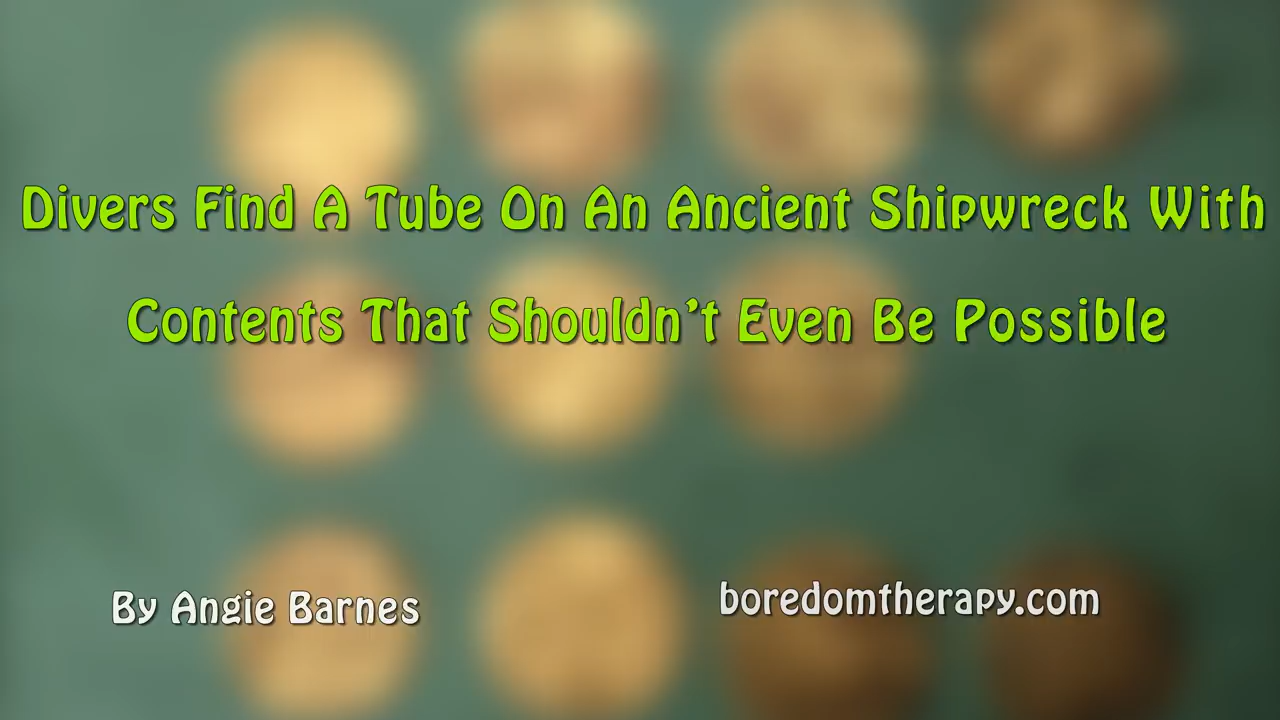 Divers Find A Tube On An Ancient Shipwreck With
Contents That Shouldn't Even Be Possible
By Angie Barnes
boredomtherapy.com